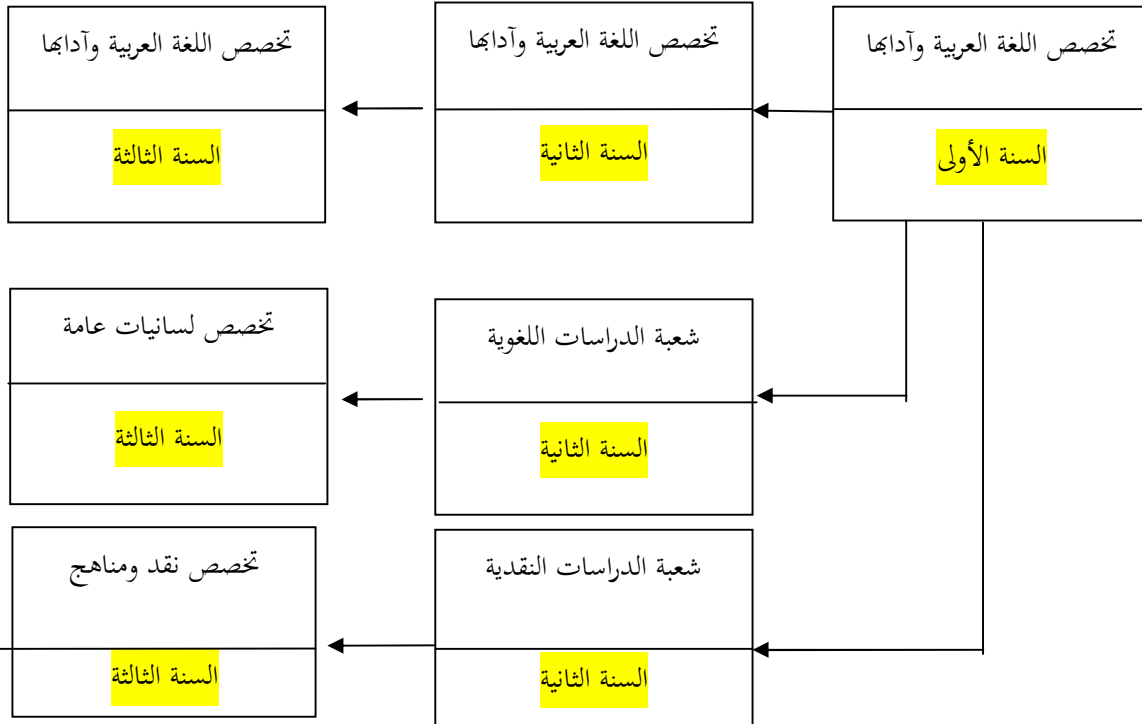 تخصص اللغة العربية وآدابها
السنة الأولى
تخصص اللغة العربية وآدابها
السنة الثانية
تخصص اللغة العربية وآدابها
السنة الثالثة
شعبة الدراسات اللغوية
السنة الثانية
تخصص لسانيات عامة
السنة الثالثة
شعبة الدراسات النقدية
السنة الثانية
تخصص نقد ومناهج
السنة الثالثة